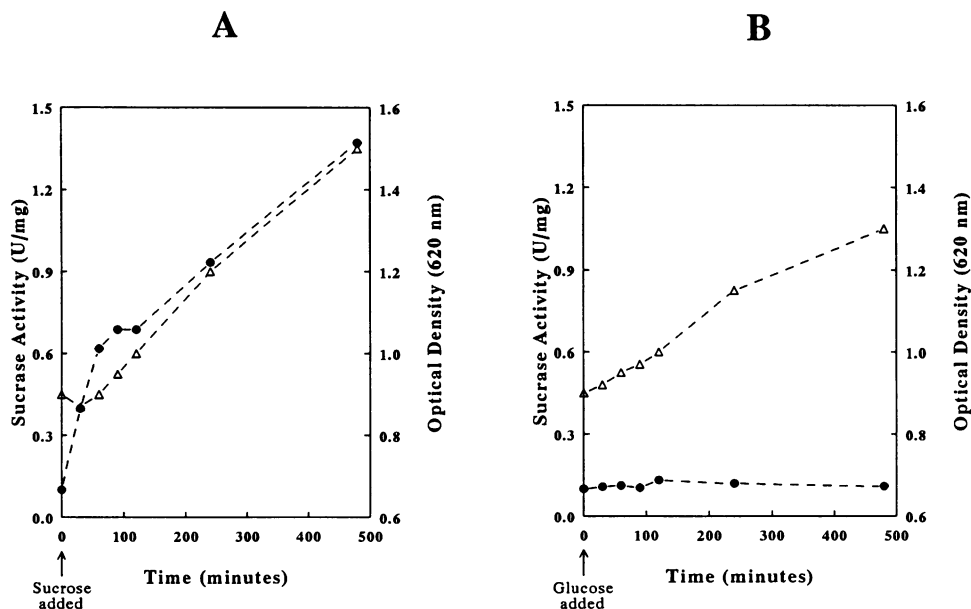 A
B
1.5
1.2
0.9
0.6
0.3
0.0
Sucrase Activity (U/mg)
1.6
1.4
1.2
1.0
0.8
0.6
Optical Density (620 nm)
0 100 200 300 400 500
Time (minutes)
Sucrose
added
1.5
1.2
0.9
0.6
0.3
0.0
Sucrase Activity (U/mg)
1.6
1.4
1.2
1.0
0.8
0.6
Optical Density (620 nm)
0 100 200 300 400 500
Time (minutes)
Glucose
added